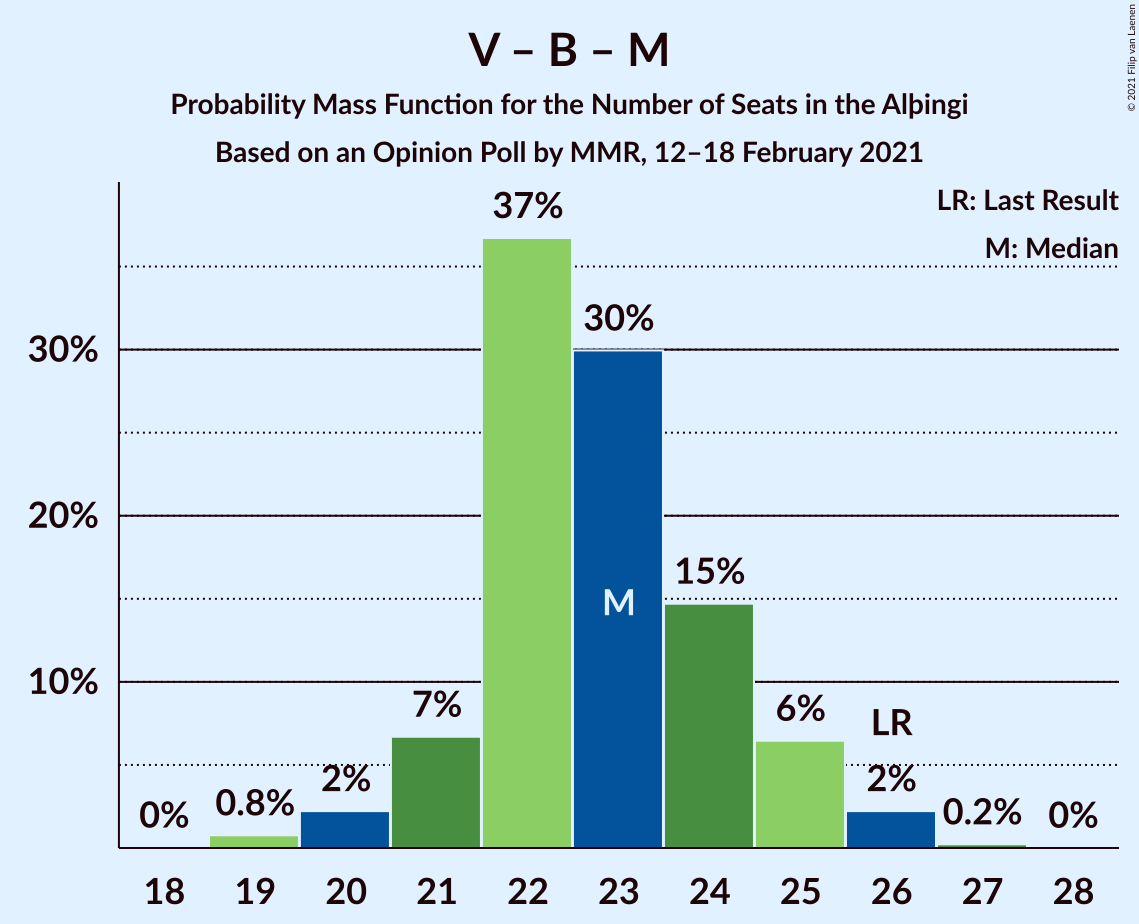 V – B – M
Probability Mass Function for the Number of Seats in the Alþingi
Based on an Opinion Poll by MMR, 12–18 February 2021
© 2021 Filip van Laenen
LR: Last Result
M: Median
37%
30%
30%
20%
15%
M
10%
7%
6%
LR
2%
2%
0.8%
0.2%
0%
0%
18 19 20 21 22 23 24 25 26 27 28